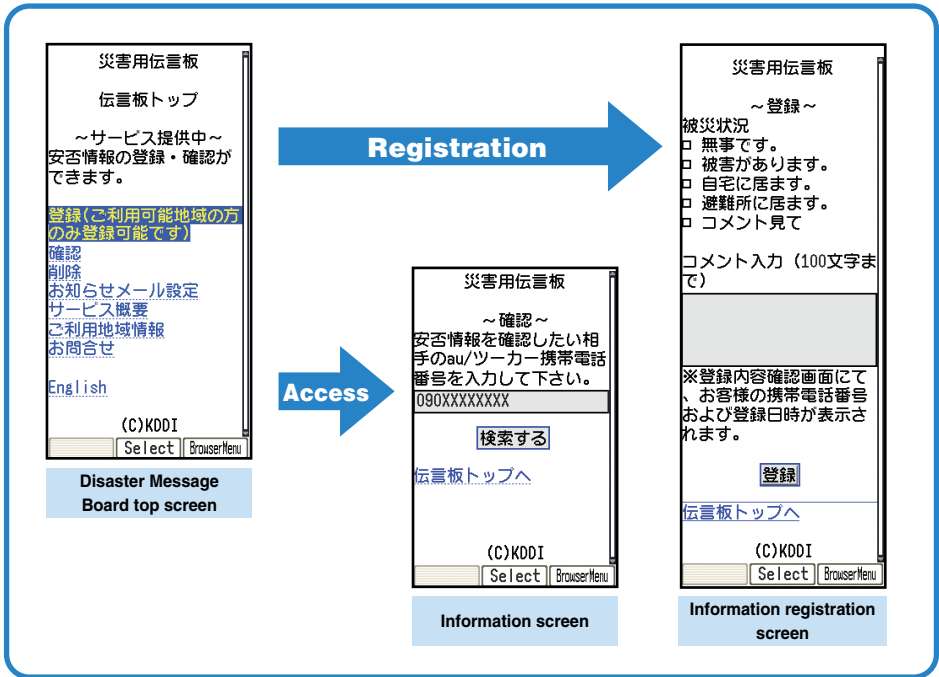 災害用伝言板
伝言板トップ
～サービス提供中～
安否情報の登録・確認が
できます。
登録(ご利用可能地域の方
のみ登録可能です)
確認
削除
お知らせメール設定
サービス概要
ご利用地域情報
お問合せ
English
(C)KDDI
Select BrowserMenu
Disaster Message
Board top screen
Registration
Access
災害用伝言板
～確認～
安否情報を確認したい相
手のau/ツーカー携帯電話
番号を入力して下さい。
090XXXXXXXX
検索する
伝言板トップへ
(C)KDDI
Select BrowserMenu
Information screen
災害用伝言板
～登録～
被災状況
無事です。
被害があります。
自宅に居ます。
避難所に居ます。
コメント見て
コメント入力（100文字ま
で）
※登録内容確認画面にて
、お客様の携帯電話番号
および登録日時が表示さ
れます。
登録
伝言板トップへ
(C)KDDI
Select BrowserMenu
Information registration
screen